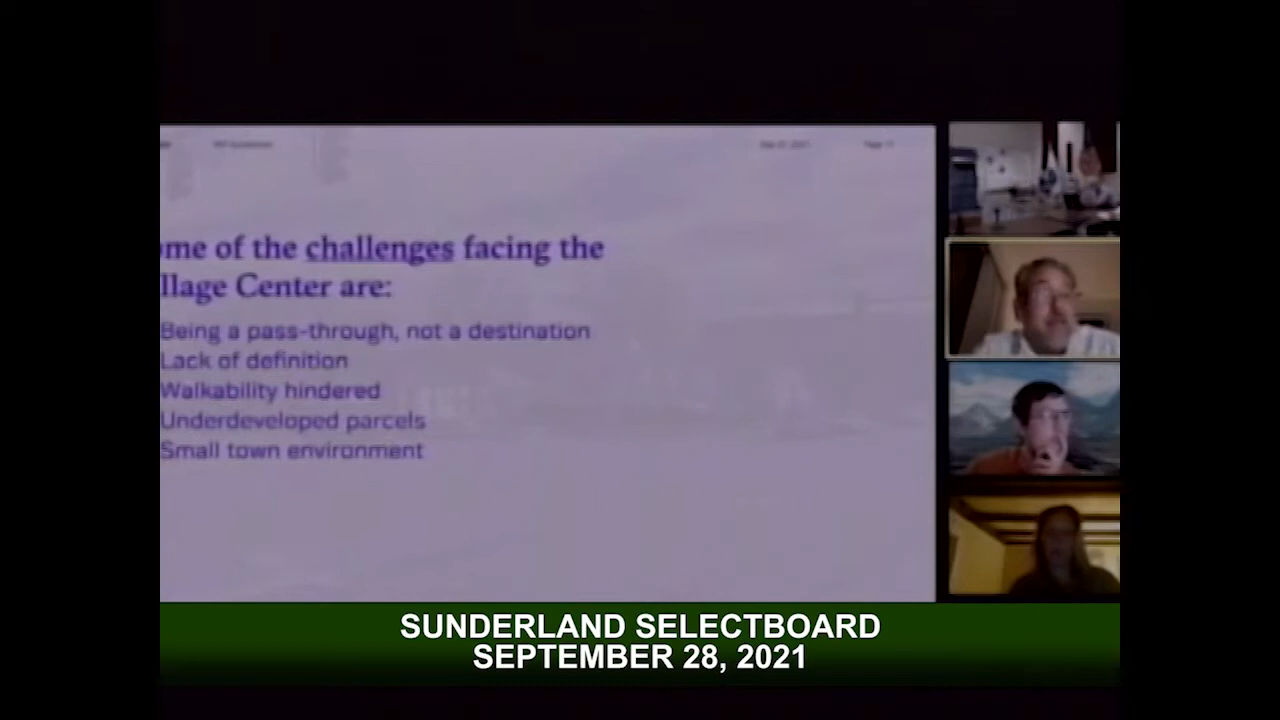 ome of the challenges facing the
llage Center are:
Being a pass-through, not a destination
Lack of definition
Walkability hindered
Underdeveloped parcels
Small town environment
SUNDERLAND SELECTBOARD
SEPTEMBER 28, 2021